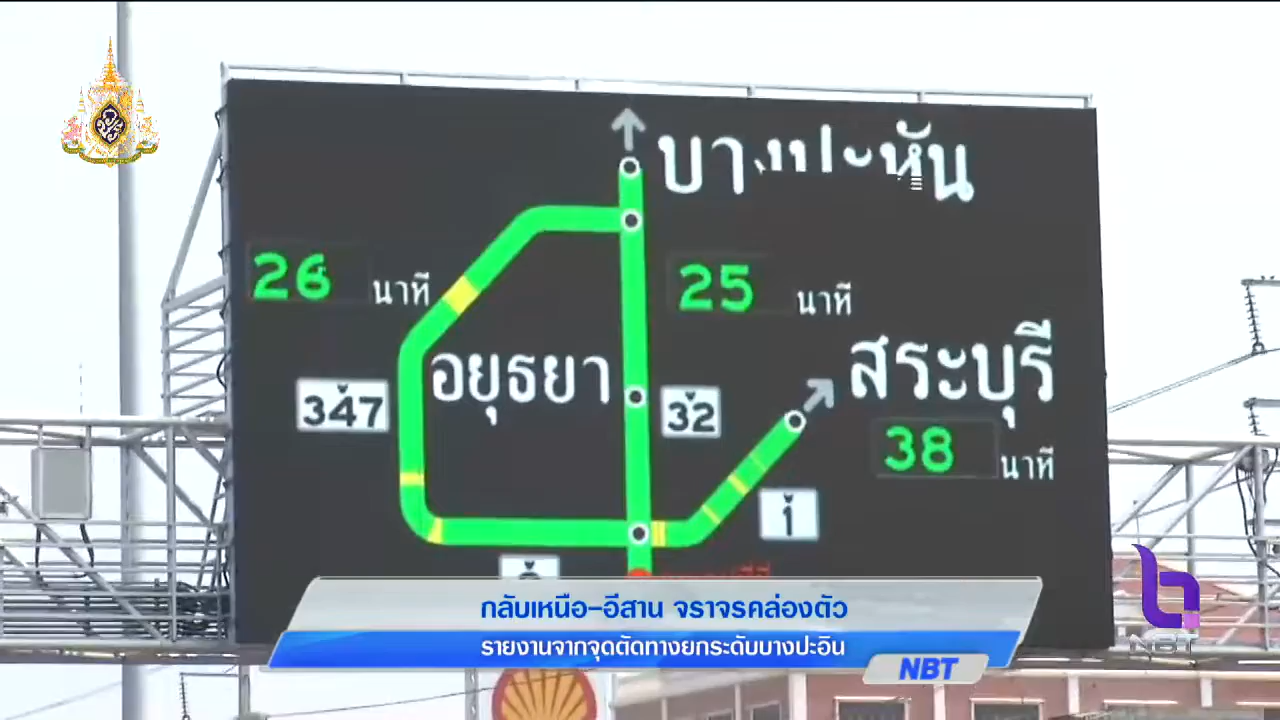 บางปะหัน
26 นาที
25 นาที
อยุธยา
สระบุรี
347
32
38 นาที
1
กลับเหนือ-อีสาน จราจรคล่องตัว
รายงานจากจุดตัดทางยกระดับบางปะอิน
NBT
NBT